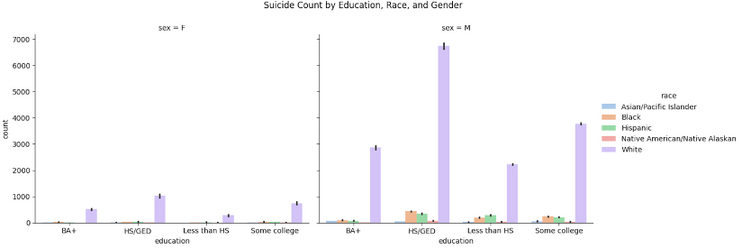 Suicide Count by Education, Race, and Gender
sex = F
sex = M
7000
6000
5000
4000
3000
2000
1000
0
count
BA+
HS/GED
Less than HS
Some college
education
BA+
HS/GED
Less than HS
Some college
education
race
Asian/Pacific Islander
Black
Hispanic
Native American/Native Alaskan
White